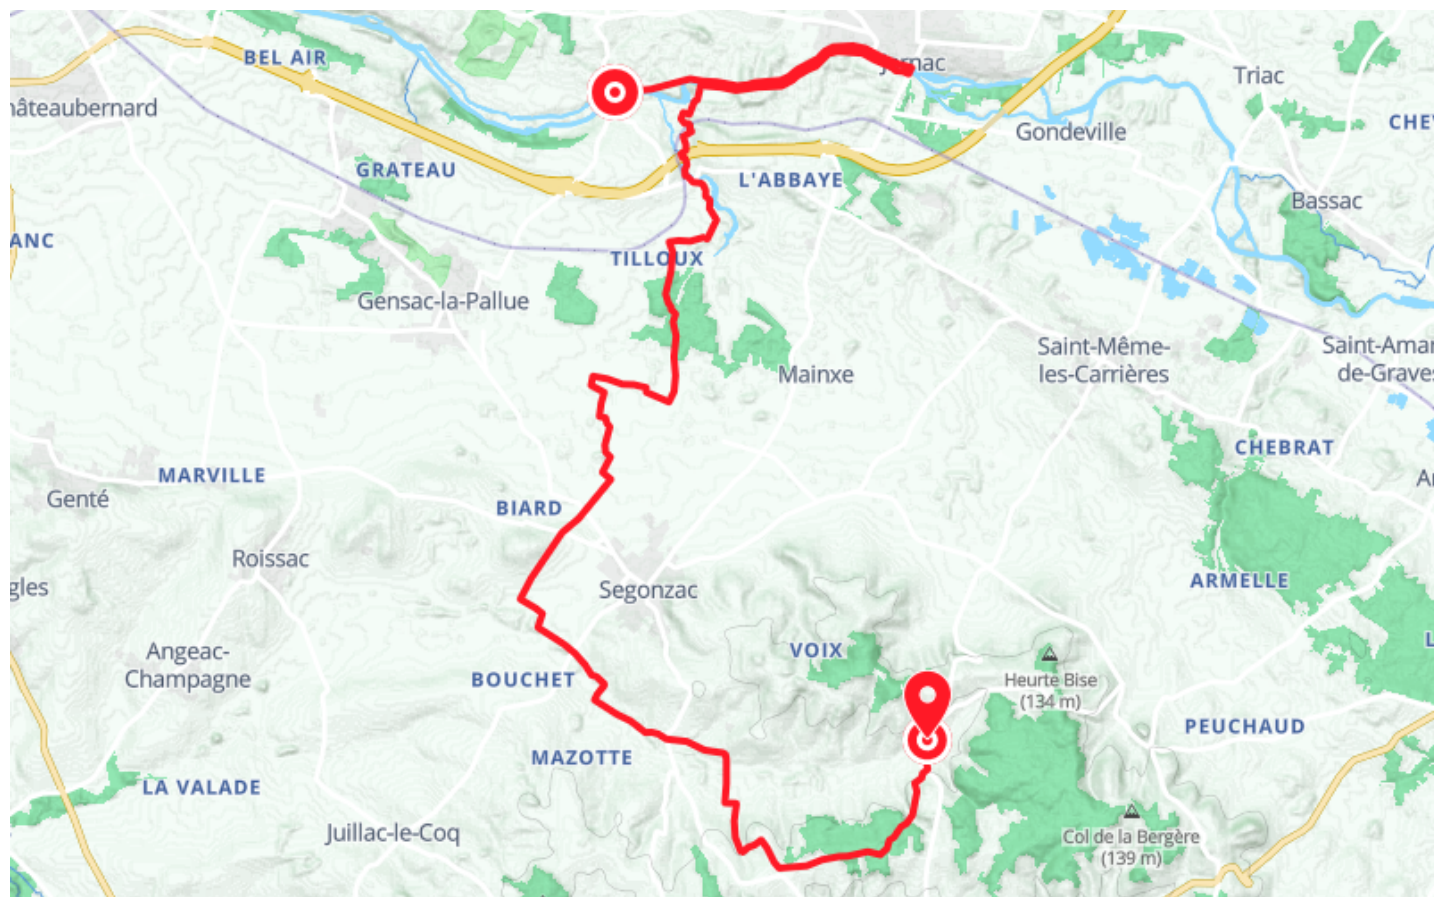 BEL AIR
Jarnac
Triac
hâteaubernard
CHE
Gondeville
GRATEAU
L'ABBAYE
Bassac
ANC
TILLOUX
Gensac-la-Pallue
Saint-Même-
les-Carrières
Saint-Amar
de-Graves
Mainxe
CHEBRAT
MARVILLE
Genté
BIARD
Roissac
Segonzac
ARMELLE
gles
Angeac-
Champagne
VOIX
BOUCHET
Heurte Bise
(134 m)
PEUCHAUD
MAZOTTE
LA VALADE
Juillac-le-Coq
Col de la Bergère
(139 m)